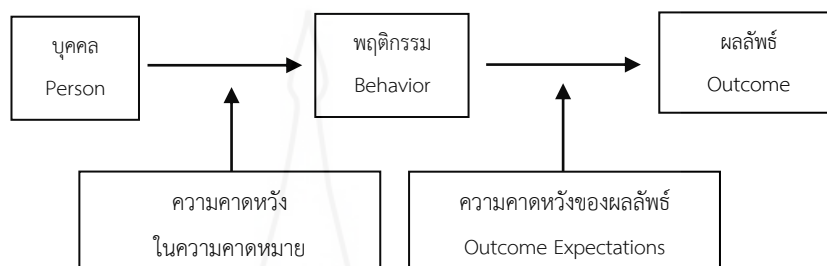 บุคคล
Person
พฤติกรรม
Behavior
ผลลัพธ์
Outcome
ความคาดหวัง
ในความคาดหมาย
ความคาดหวังของผลลัพธ์
Outcome Expectations